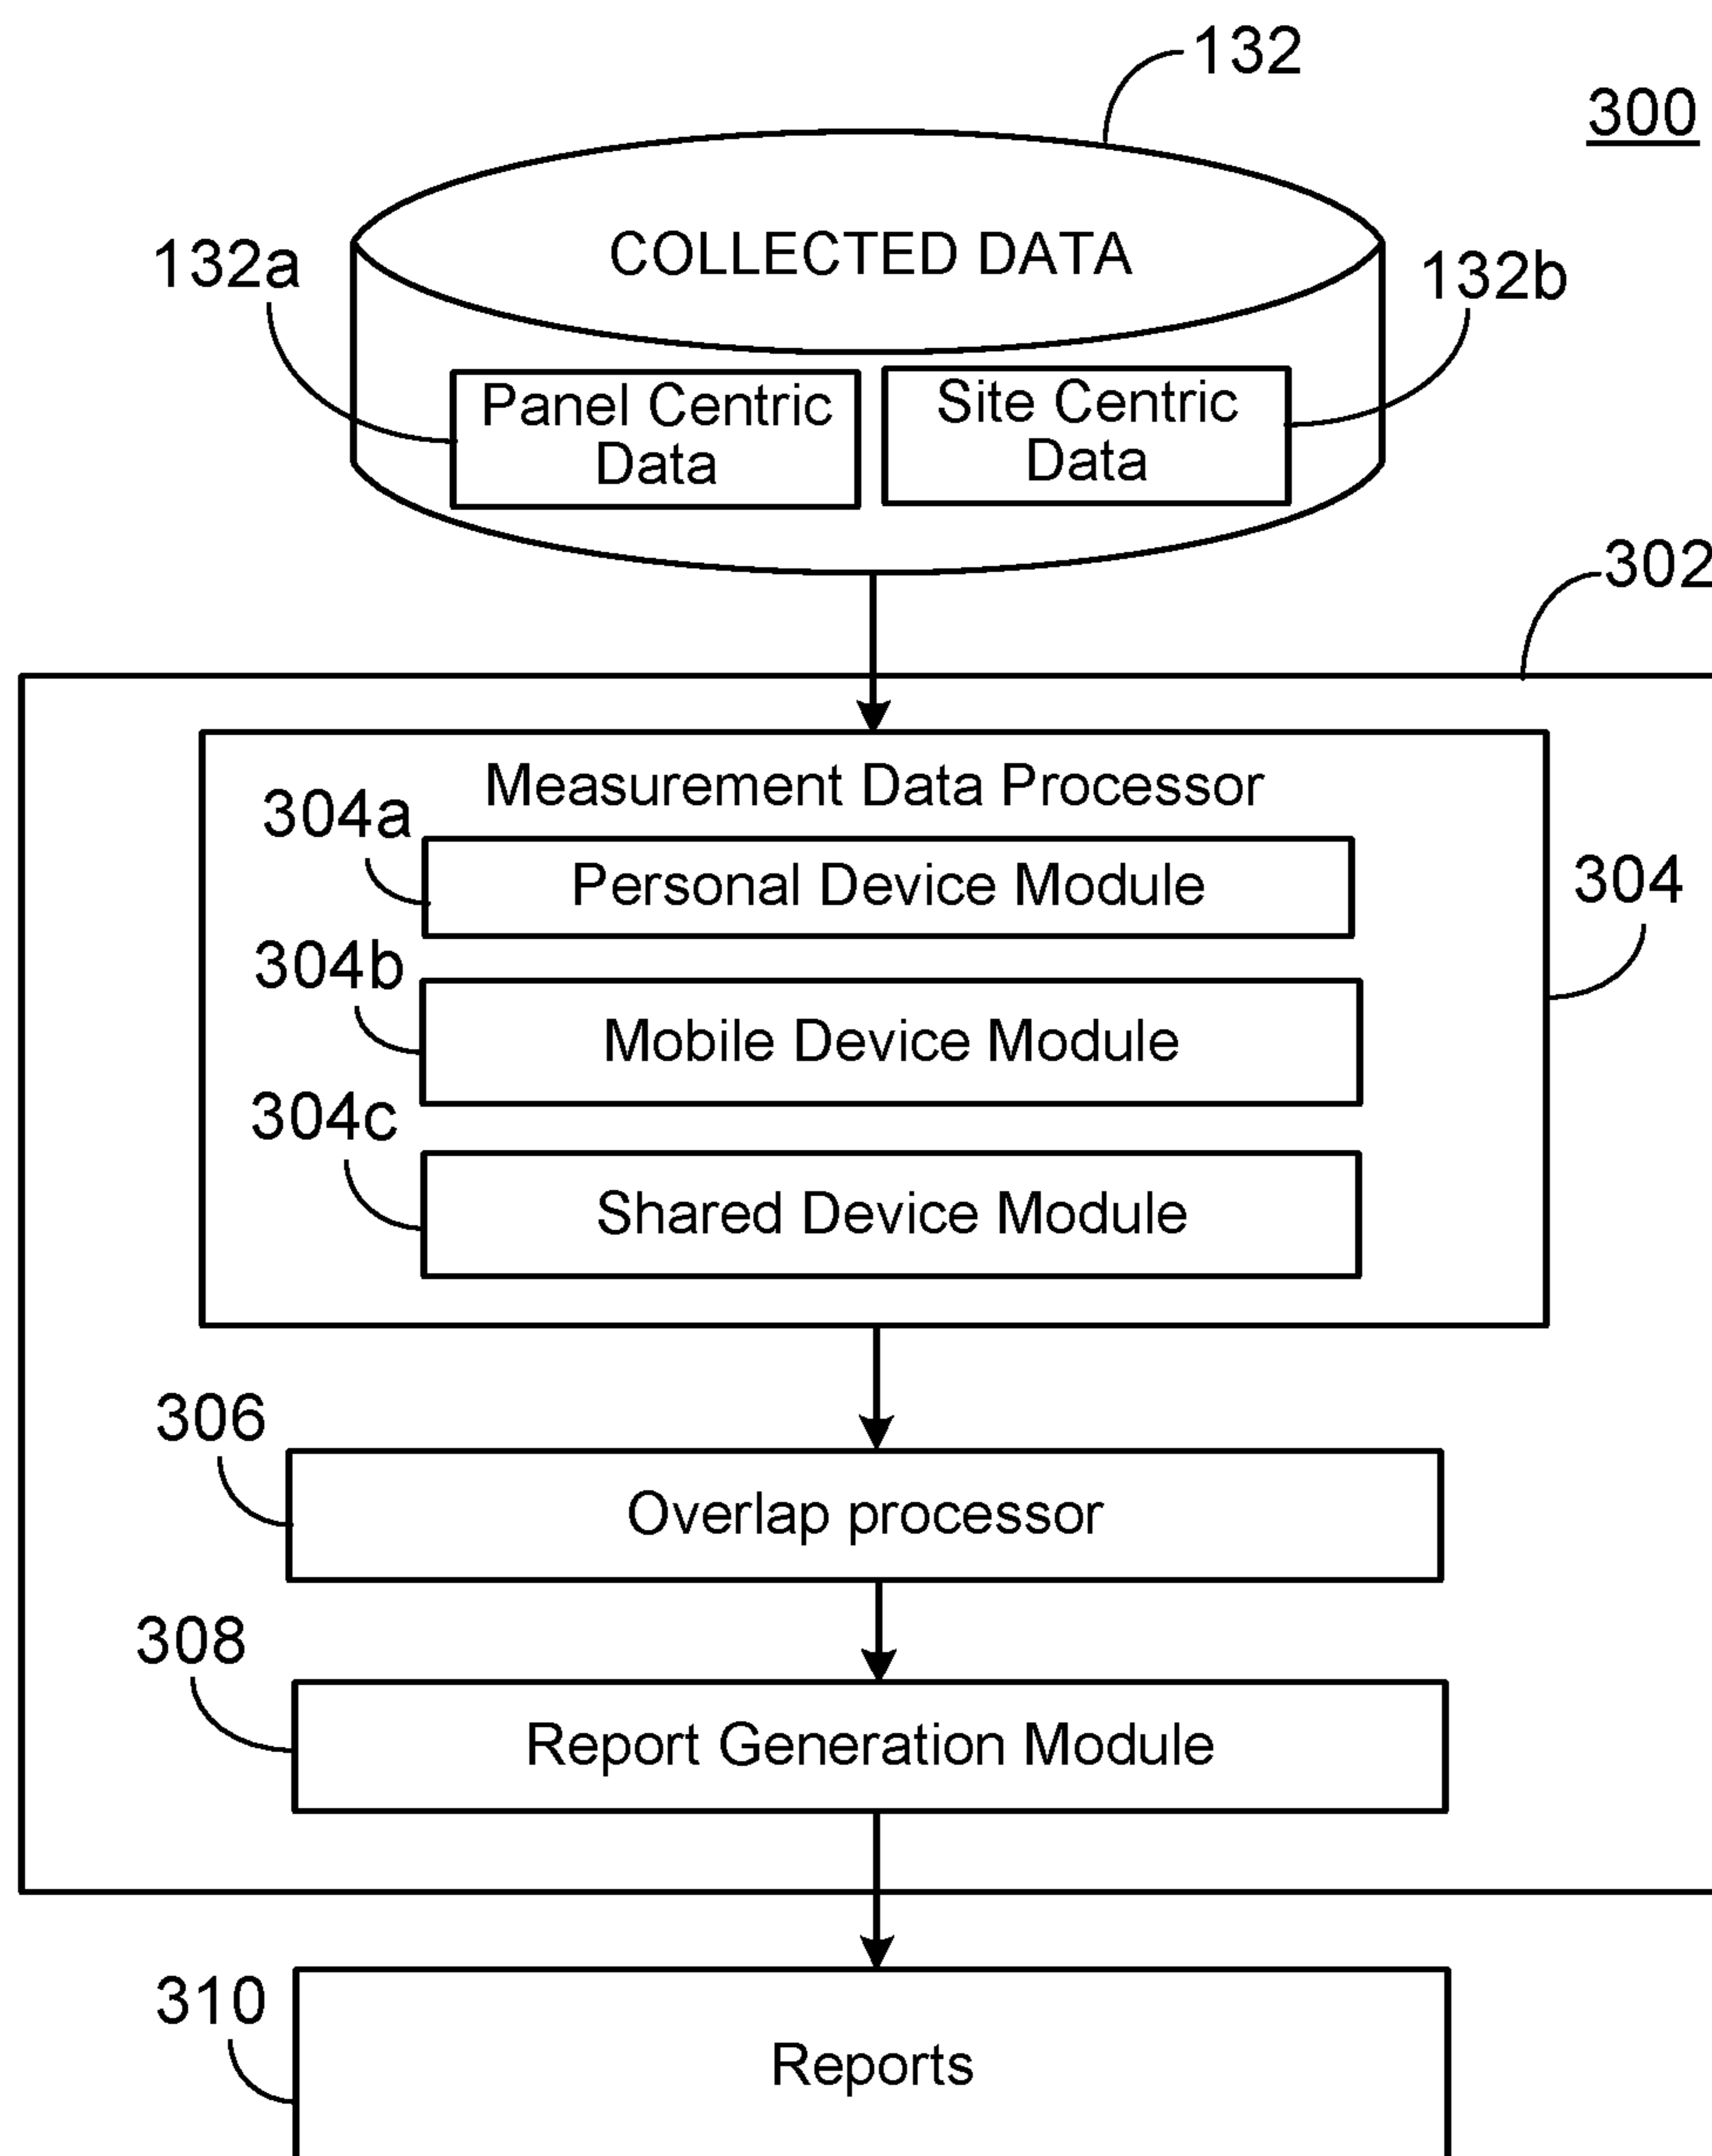 132
300
COLLECTED DATA
132a
132b
Panel Centric
Data
Site Centric
Data
302
Measurement Data Processor
304a
Personal Device Module
304
304b
Mobile Device Module
304c
Shared Device Module
306
Overlap processor
308
Report Generation Module
310
Reports